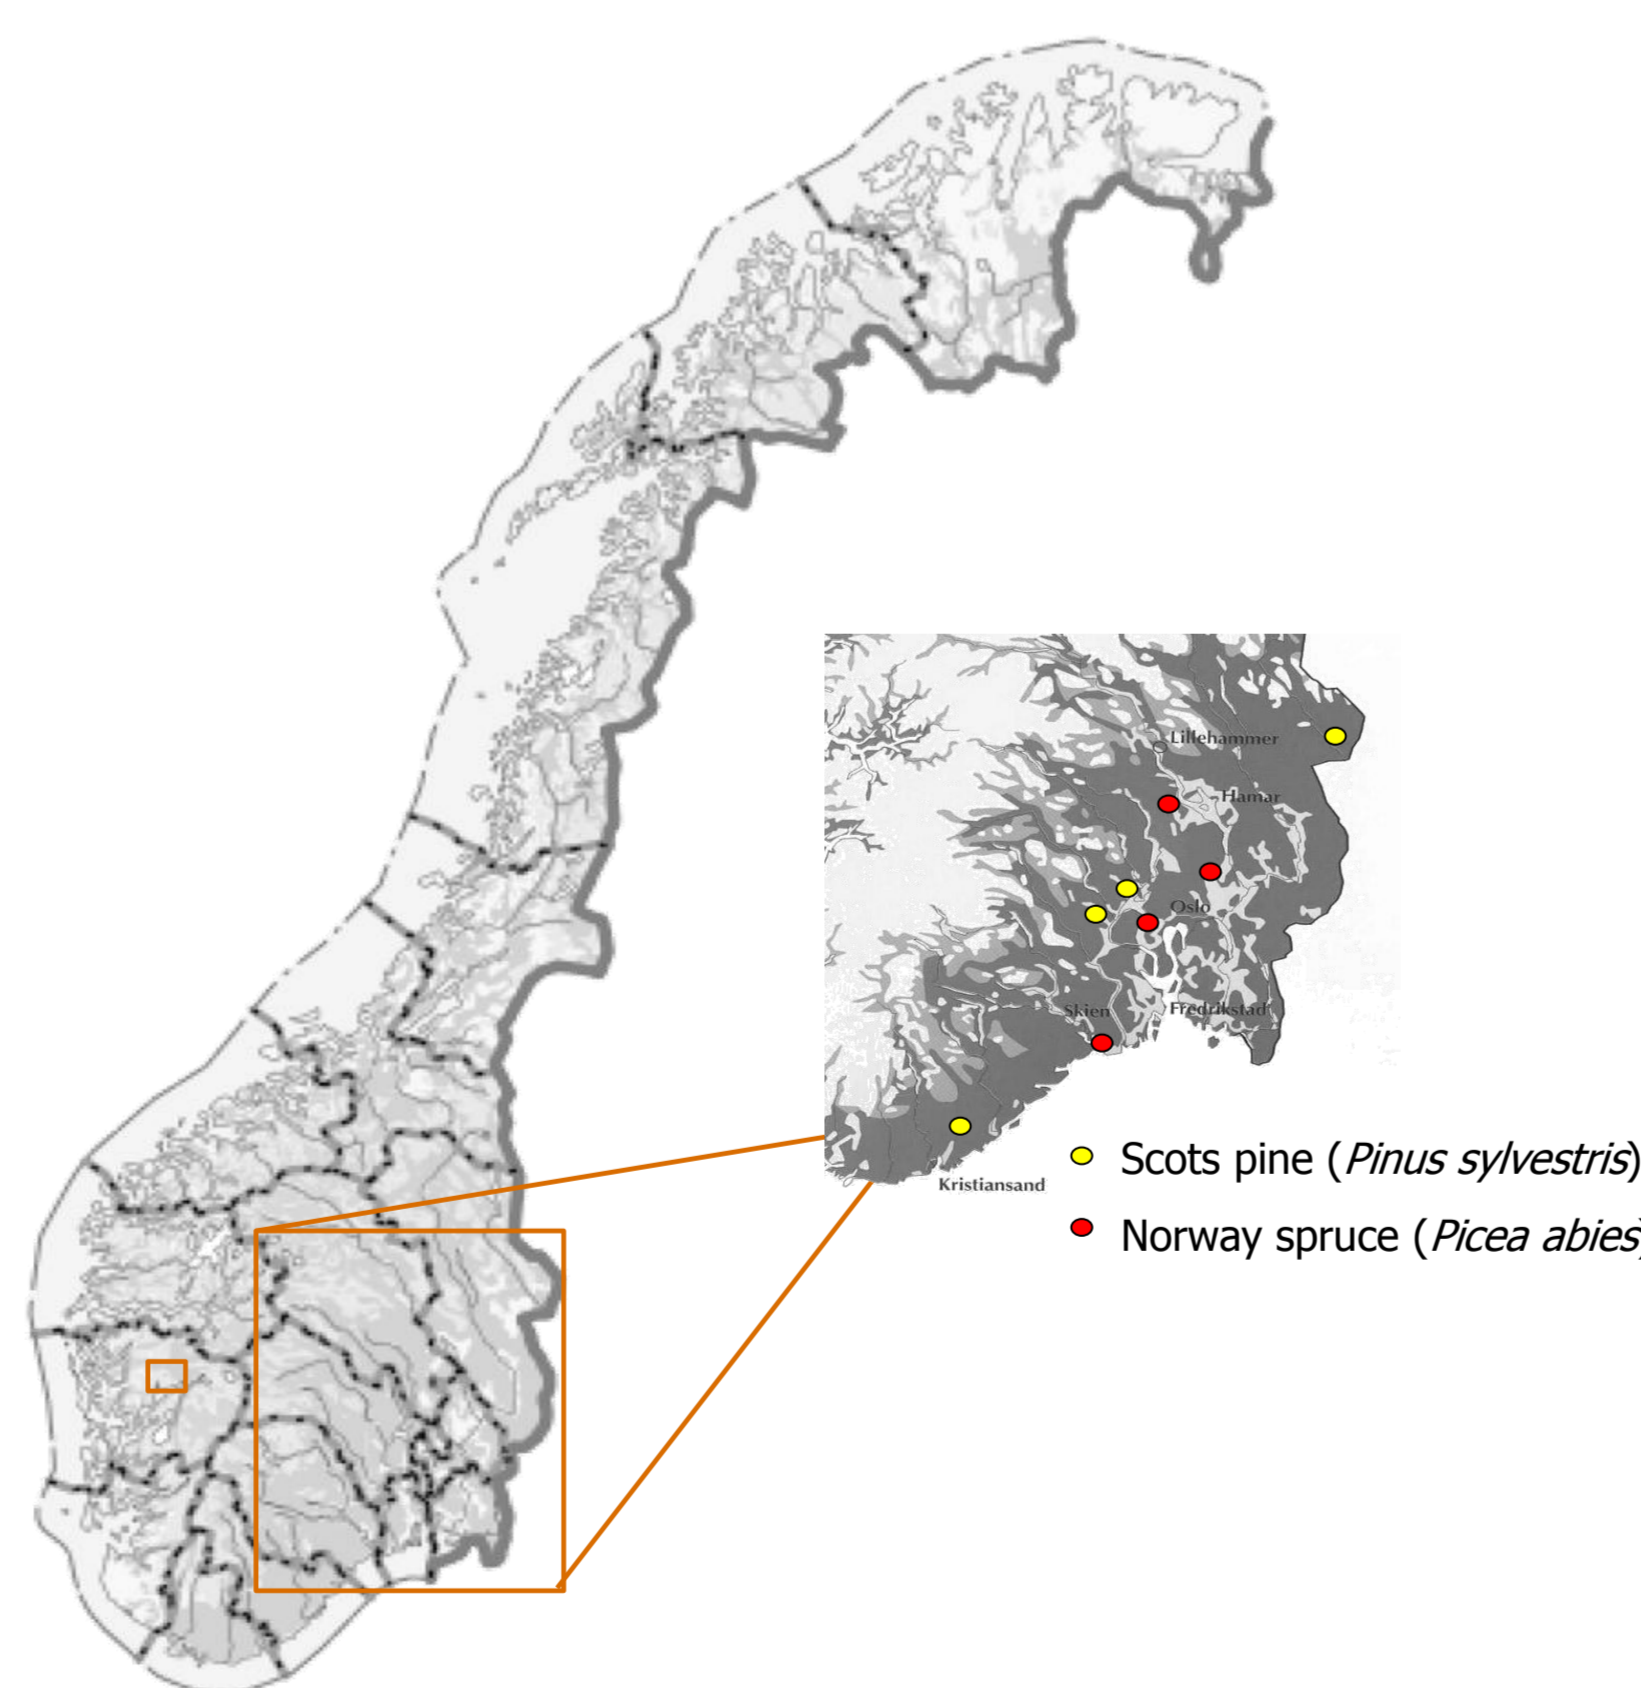 Lillehammer
Hamar
Oslo
Skien
Fredrikstad
Kristiansand
Scots pine (Pinus sylvestris)
Norway spruce (Picea abies)